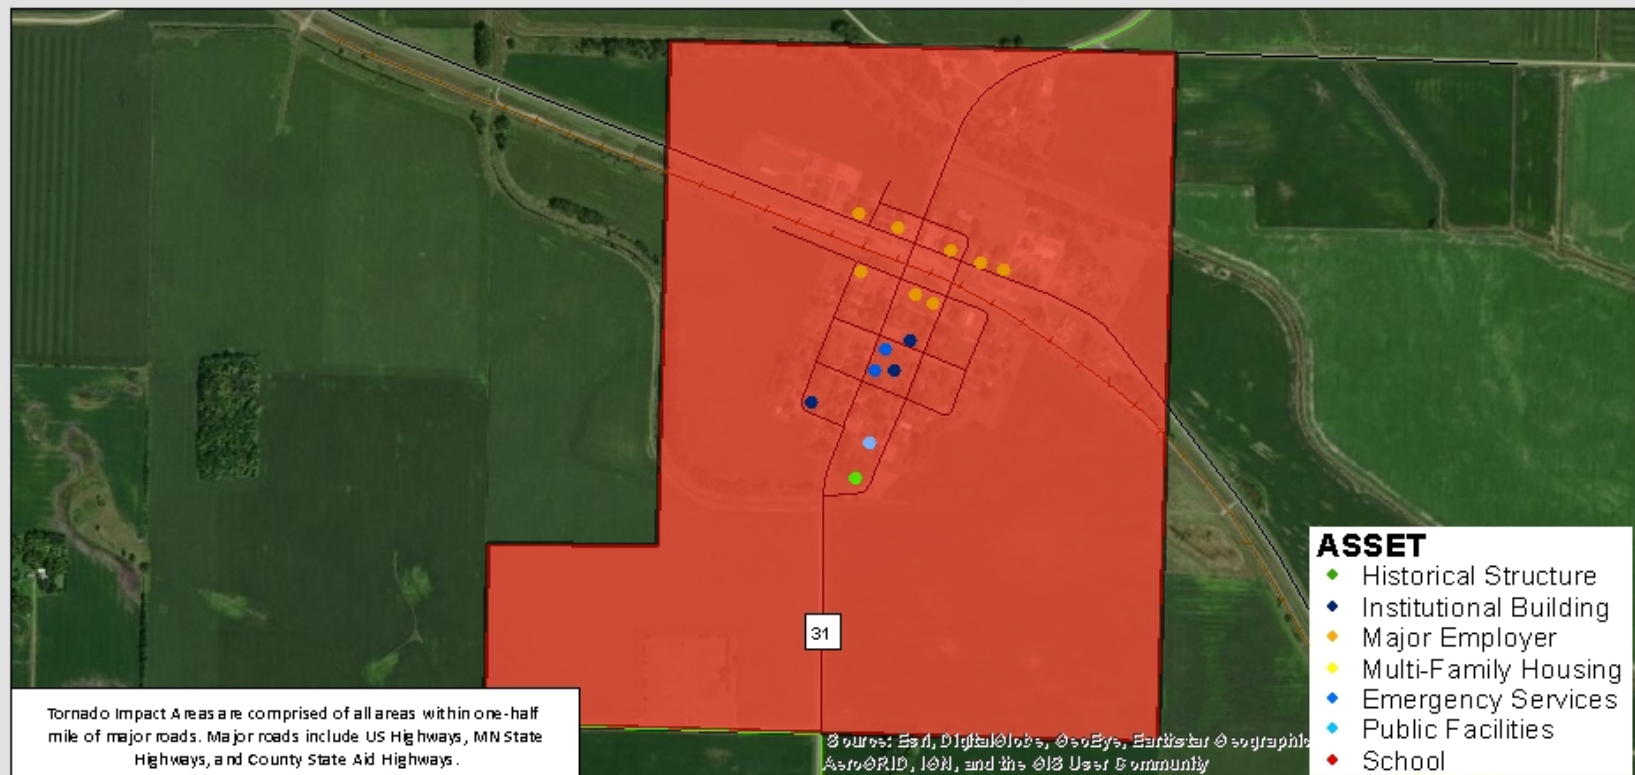 31
ASSET
Historical Structure
Institutional Building
Major Employer
Multi-Family Housing
Emergency Services
Public Facilities
School
Tornado Impact Areas are comprised of all areas within one-half
mile of major roads. Major roads include US Highways, MN State
Highways, and County State Aid Highways.
Source: Esri, DigitalGlobe, GeoEye, Earthstar Geographic
AeroGRID, IGN, and the GIS User Community